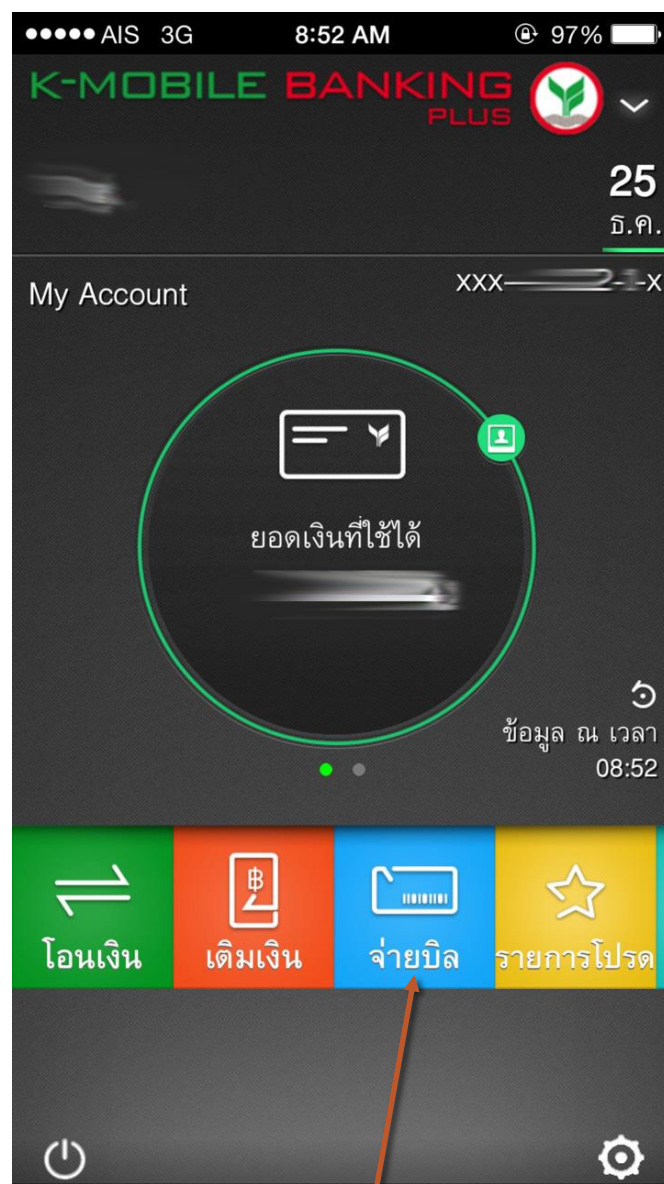 AIS 3G 8:52 AM 97%
K-MOBILE BANKING
PLUS
25
ธ.ค.
My Account
ยอดเงินที่ใช้ได้
ข้อมูล ณ เวลา
08:52
฿
โอนเงิน เติมเงิน จ่ายบิล รายการโปรด